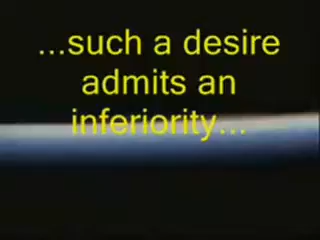 ...such a desire
admits an
inferiority...